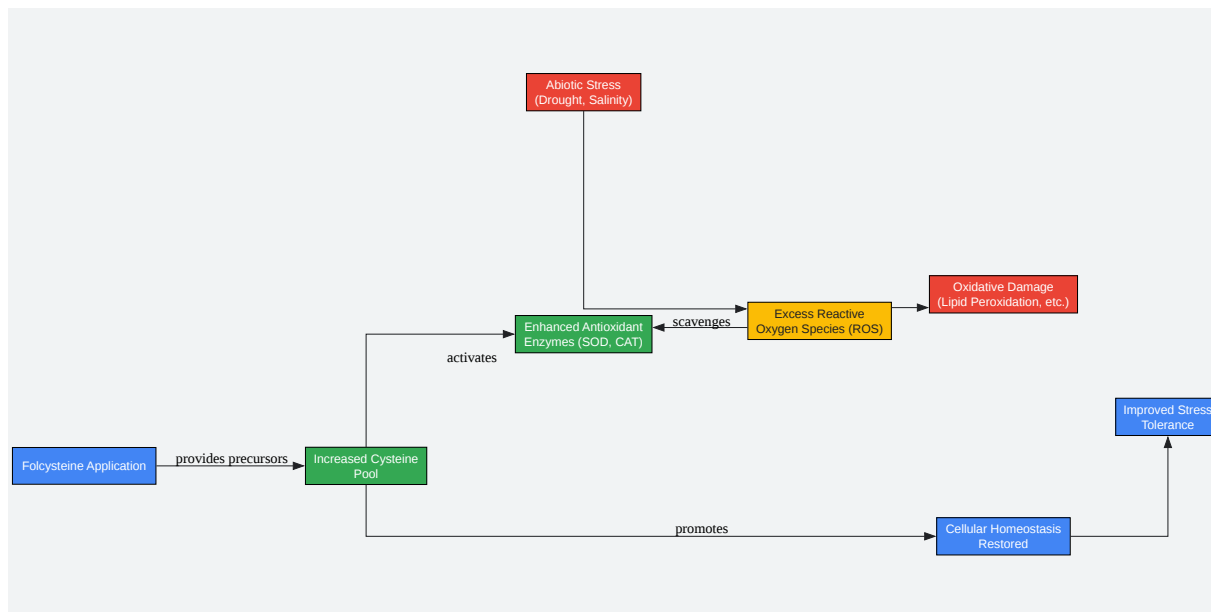 Abiotic Stress
(Drought, Salinity)
Oxidative Damage
(Lipid Peroxidation, etc.)
Excess Reactive
Oxygen Species (ROS)
scavenges
Enhanced Antioxidant
Enzymes (SOD, CAT)
activates
Improved Stress
Tolerance
Folcysteine Application
provides precursors
Increased Cysteine
Pool
promotes
Cellular Homeostasis
Restored